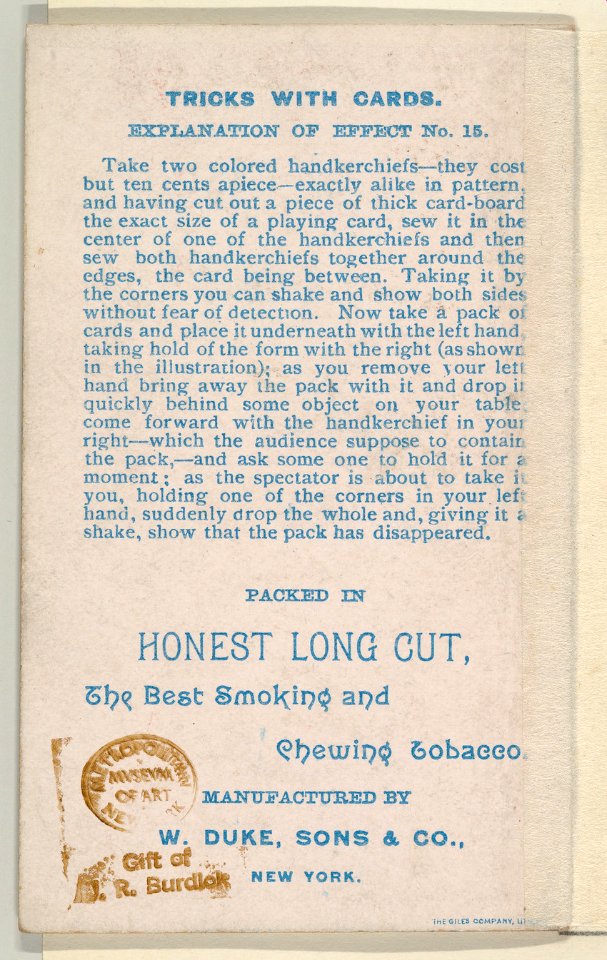 TRICKS WITH CARDS.
EXPLANATION OF EFFECT No. 15.
Take two colored handkerchiefs—they cost
but ten cents apiece—exactly alike in pattern,
and having cut out a piece of thick card-board
the exact size of a playing card, sew it in the
center of one of the handkerchiefs and then
sew both handkerchiefs together around the
edges, the card being between. Taking it by
the corners you can shake and show both sides
without fear of detection. Now take a pack of
cards and place it underneath with the left hand,
taking hold of the form with the right (as shown
in the illustration); as you remove your left
hand bring away the pack with it and drop it
quickly behind some object on your table,
come forward with the handkerchief in your
right—which the audience suppose to contain
the pack,—and ask some one to hold it for a
moment; as the spectator is about to take it
you, holding one of the corners in your left
hand, suddenly drop the whole and, giving it a
shake, show that the pack has disappeared.
PACKED IN
HONEST LONG CUT,
The Best Smoking and
Chewing Tobacco.
METROPOLITAN
MUSEUM
OF ART
MANUFACTURED BY
W. DUKE, SONS & CO.,
Gift of
J. R. Burdick
NEW YORK.
THE GILES COMPANY,